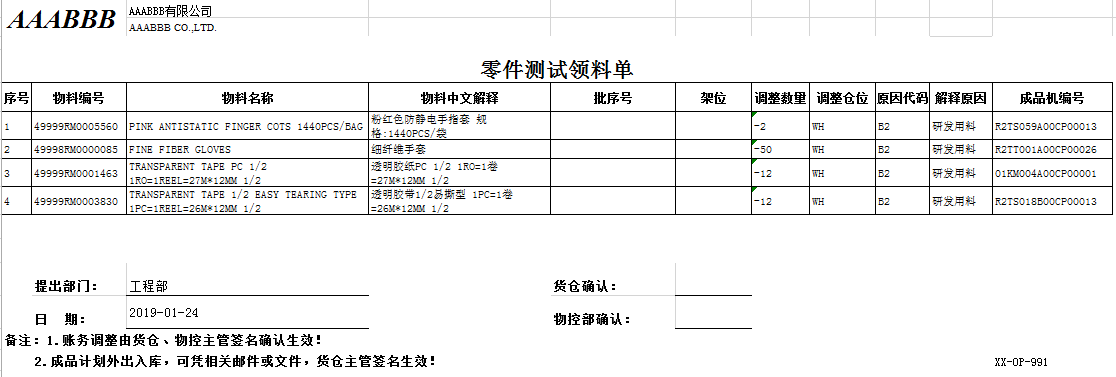 AAABBB
AAABBB有限公司
AAABBB CO.,LTD.
零件测试领料单
序号 物料编号 物料名称 物料中文解释 批序号 架位 调整数量 调整仓位 原因代码 解释原因 成品机编号
1 49999RM0005560 PINK ANTISTATIC FINGER COTS 1440PCS/BAG 粉红色防静电手指套 规
格:1440PCS/袋 -2 WH B2 研发用料 R2TS059A00CP00013
2 49998RM0000085 FINE FIBER GLOVES 细纤维手套 -50 WH B2 研发用料 R2TT001A00CP00026
3 49999RM0001463 TRANSPARENT TAPE PC 1/2
1RO=1REEL=27M*12MM 1/2 透明胶纸PC 1/2 1RO=1卷
=27M*12MM 1/2 -12 WH B2 研发用料 01KM004A00CP00001
4 49999RM0003830 TRANSPARENT TAPE 1/2 EASY TEARING TYPE
1PC=1REEL=26M*12MM 1/2 透明胶带1/2易撕型 1PC=1卷
=26M*12MM 1/2 -12 WH B2 研发用料 R2TS018B00CP00013
提出部门： 工程部 货仓确认：
日 期： 2019-01-24 物控部确认：
备注：1.账务调整由货仓、物控主管签名确认生效！
2.成品计划外出入库，可凭相关邮件或文件，货仓主管签名生效！
XX-OP-991